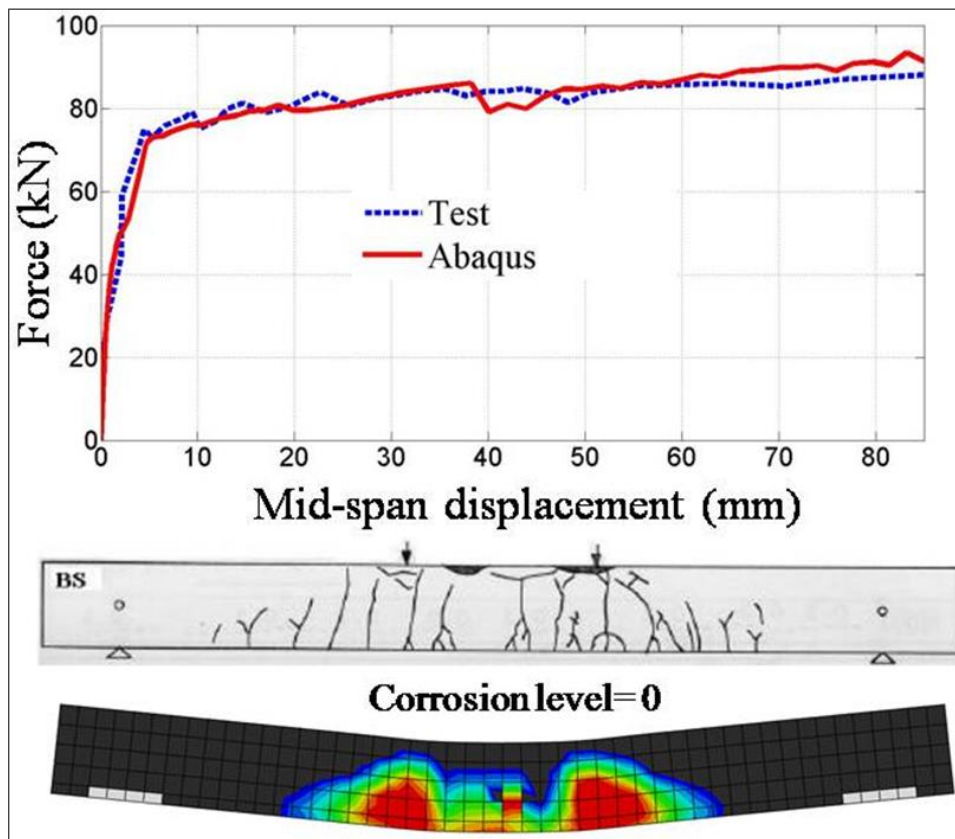 100
80
60
40
20
0
Force (kN)
Test
Abaqus
0 10 20 30 40 50 60 70 80
Mid-span displacement (mm)
BS
Corrosion level= 0